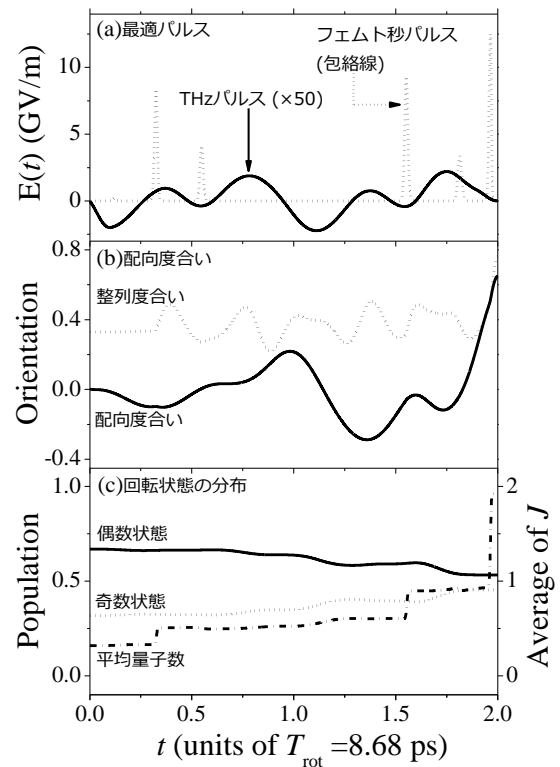 (a)最適パルス
フェムト秒パルス
(包絡線)
THzパルス (×50)
E(t) (GV/m)
10
5
0
(b)配向度合い
整列度合い
配向度合い
Orientation
0.8
0.4
0.0
-0.4
(c)回転状態の分布
偶数状態
奇数状態
平均量子数
Population
1.0
0.5
0.0
Average of J
2
1
0
0.0 0.5 1.0 1.5 2.0
t (units of T_rot =8.68 ps)